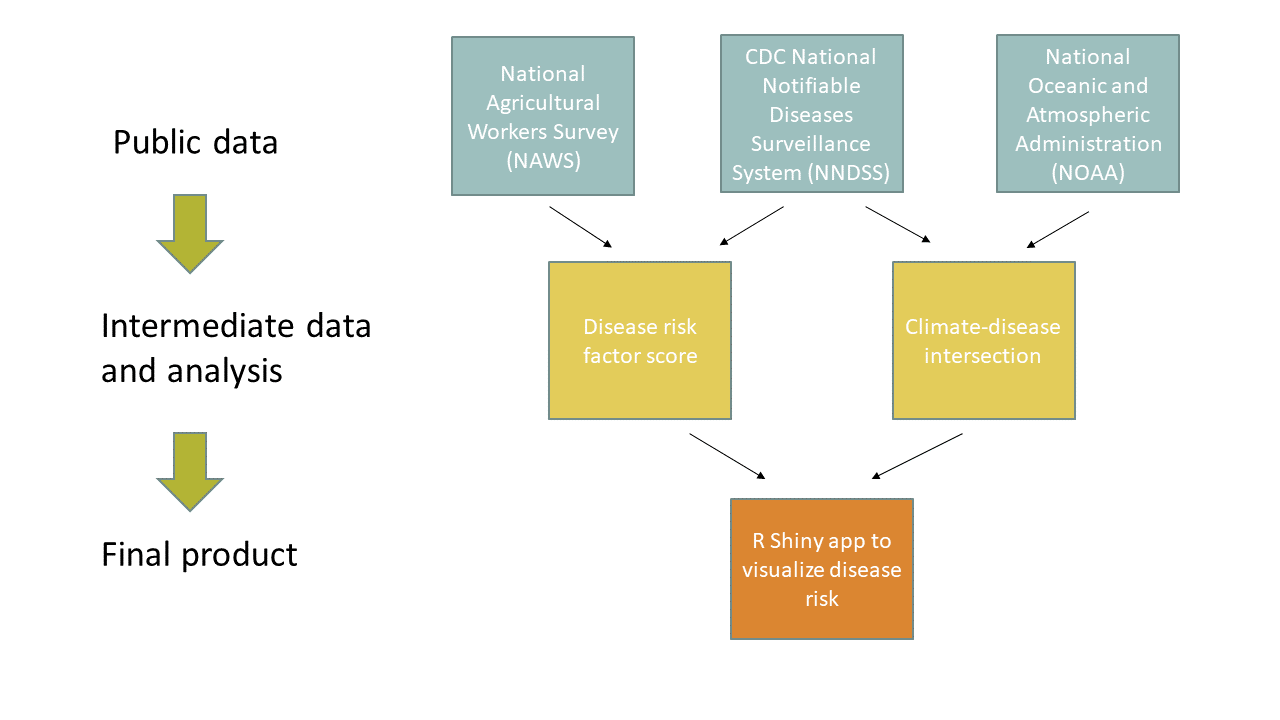 Public data
National
Agricultural
Workers Survey
(NAWS)
CDC National
Notifiable
Diseases
Surveillance
System (NNDSS)
National
Oceanic and
Atmospheric
Administration
(NOAA)
Intermediate data
and analysis
Disease risk
factor score
Climate-disease
intersection
Final product
R Shiny app to
visualize disease
risk